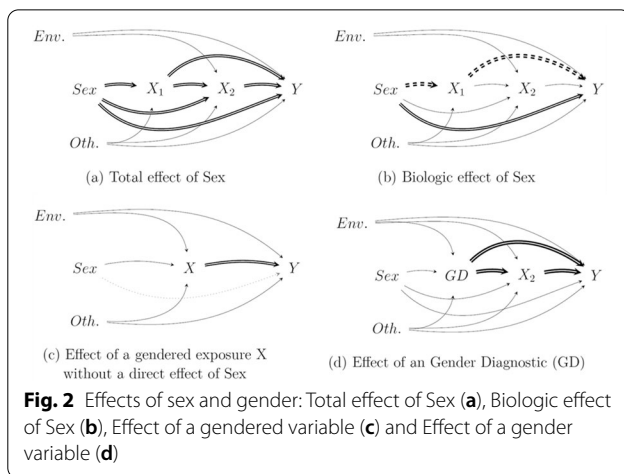 Env. Env.
Sex X₁ X₂ Y Sex X₁ X₂ Y
Oth. Oth.
(a) Total effect of Sex (b) Biologic effect of Sex
Env. Env.
Sex X Y Sex GD X₂ Y
Oth. Oth.
(c) Effect of a gendered exposure X
without a direct effect of Sex
(d) Effect of an Gender Diagnostic (GD)
Fig. 2 Effects of sex and gender: Total effect of Sex (a), Biologic effect
of Sex (b), Effect of a gendered variable (c) and Effect of a gender
variable (d)